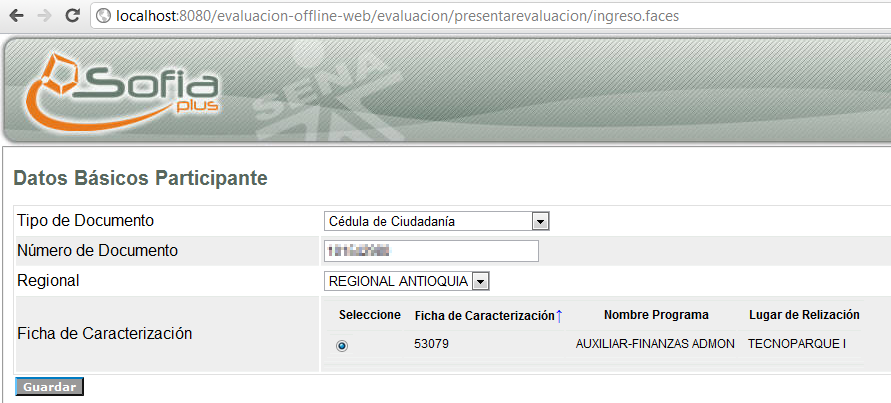 localhost:8080/evaluacion-offline-web/evaluacion/presentarevaluacion/ingreso.faces
Sofia
plus
SENA
Datos Básicos Participante
Tipo de Documento Cédula de Ciudadanía
Número de Documento
Regional REGIONAL ANTIOQUIA
Seleccione Ficha de Caracterización↑ Nombre Programa Lugar de Relización
Ficha de Caracterización
53079 AUXILIAR-FINANZAS ADMON TECNOPARQUE I
Guardar